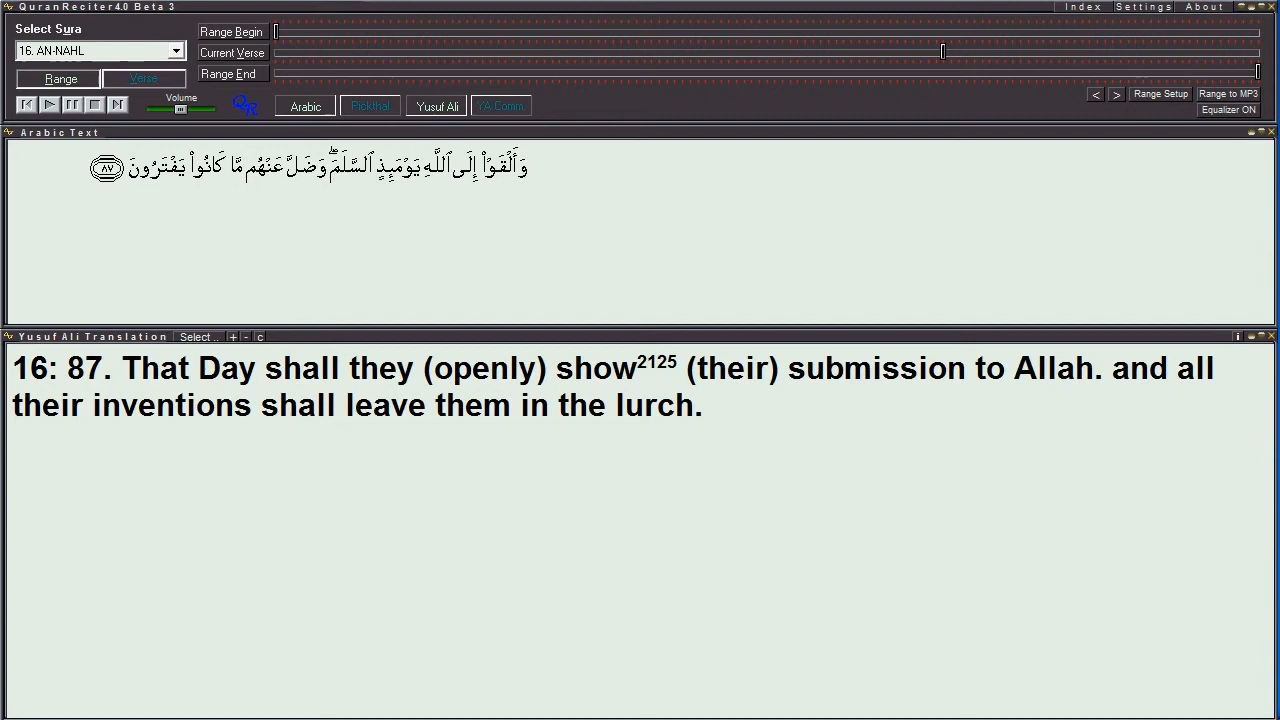 QuranReciter4.0 Beta 3
Index Settings About
Select Sura
16. AN-NAHL
Range Verse
Volume
Range Begin
Current Verse
Range End
QR
Arabic Pickthal Yusuf Ali YA Comm.
< > Range Setup Range to MP3
Equalizer ON
Arabic Text
وَأَلْقَوْا۟ إِلَى ٱللَّهِ يَوْمَئِذٍ ٱلسَّلَمَ ۖ وَضَلَّ عَنْهُم مَّا كَانُوا۟ يَفْتَرُونَ ٨٧
Yusuf Ali Translation Select .. + - c
i
16: 87. That Day shall they (openly) show2125 (their) submission to Allah. and all
their inventions shall leave them in the lurch.